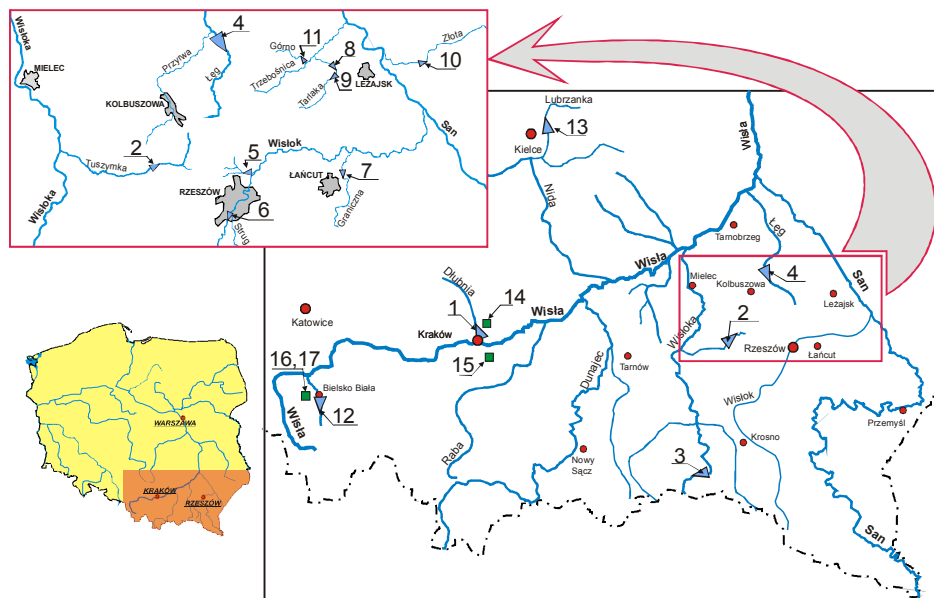 Wisłoka
MIELEC
4
Przyrwa
Łęg
KOLBUSZOWA
Górno
11
8
Trzebośnica
Tarlaka
9
LEŻAJSK
Złota
10
San
2
Tuszymka
Wisłoka
5
Wisłok
RZESZÓW
6
Strug
ŁAŃCUT
7
Graniczna
Lubrzanka
13
Kielce
Nida
Wisła
Łęg
Tarnobrzeg
Wisła
Mielec
Kolbuszowa
4
San
Leżajsk
2
Wisłoka
Rzeszów
Łańcut
Dłubnia
1
14
Wisła
Katowice
Kraków
15
16,17
Bielsko Biała
12
Wisła
Dunajec
Tarnów
Wisłok
Przemyśl
Raba
Nowy
Sącz
3
Krosno
San
WARSZAWA
KRAKÓW
RZESZÓW